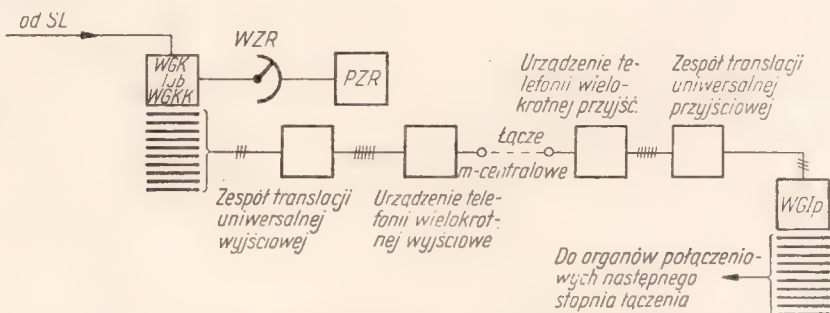 od SL
WZR
WGK
lub
WGKK
PZR
Urządzenie te-
lefonii wielo-
krotnej przyjść.
Zespół translacji
uniwersalnej
przyjściowej
Łącze
m-centralowe
Zespół translacji
uniwersalnej
wyjściowej
Urządzenie tele-
fonii wielokrot-
nej wyjściowe
WGIp
Do organów połączenio-
wych następnego
stopnia łączenia